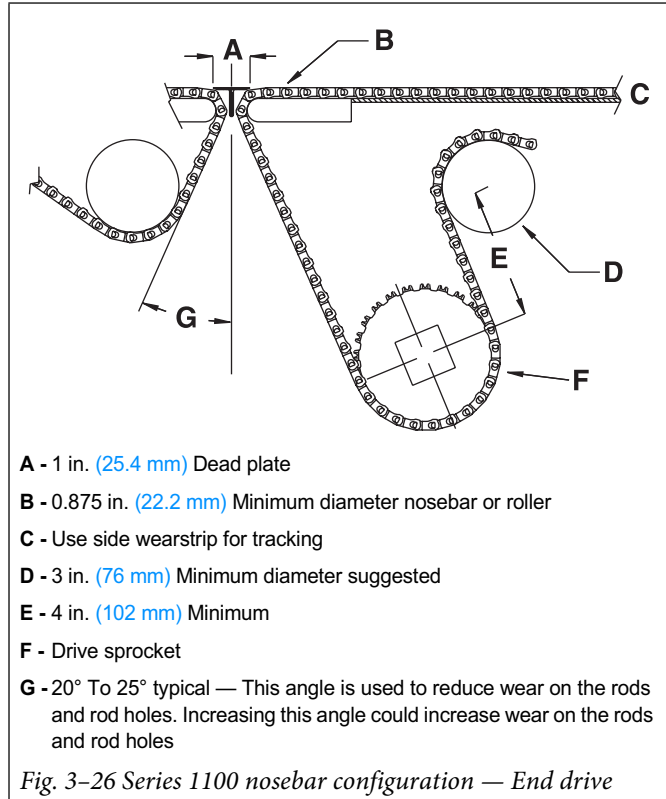 A
B
C
D
E
F
G
A - 1 in. (25.4 mm) Dead plate
B - 0.875 in. (22.2 mm) Minimum diameter nosebar or roller
C - Use side wearstrip for tracking
D - 3 in. (76 mm) Minimum diameter suggested
E - 4 in. (102 mm) Minimum
F - Drive sprocket
G - 20° To 25° typical — This angle is used to reduce wear on the rods
and rod holes. Increasing this angle could increase wear on the rods
and rod holes
Fig. 3–26 Series 1100 nosebar configuration — End drive